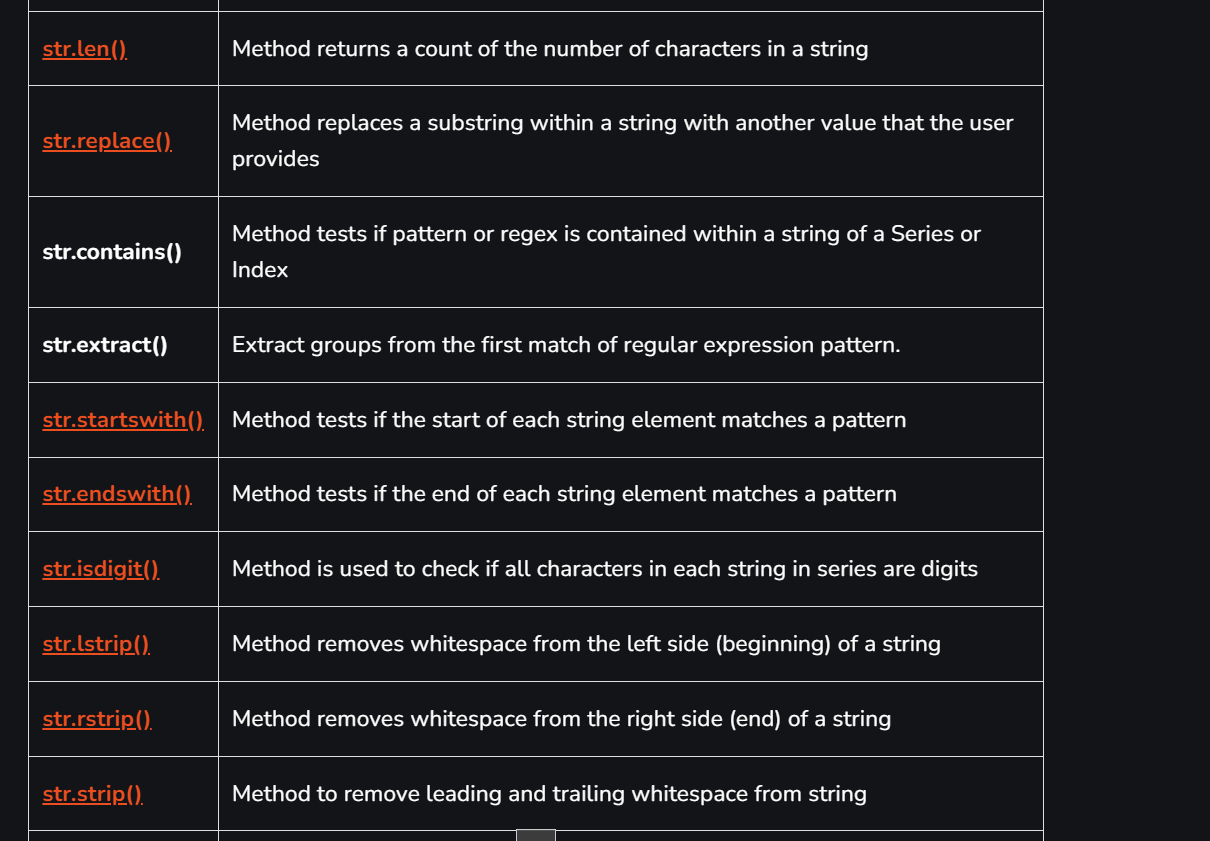 str.len()
Method returns a count of the number of characters in a string
str.replace()
Method replaces a substring within a string with another value that the user
provides
str.contains()
Method tests if pattern or regex is contained within a string of a Series or
Index
str.extract()
Extract groups from the first match of regular expression pattern.
str.startswith()
Method tests if the start of each string element matches a pattern
str.endswith()
Method tests if the end of each string element matches a pattern
str.isdigit()
Method is used to check if all characters in each string in series are digits
str.lstrip()
Method removes whitespace from the left side (beginning) of a string
str.rstrip()
Method removes whitespace from the right side (end) of a string
str.strip()
Method to remove leading and trailing whitespace from string